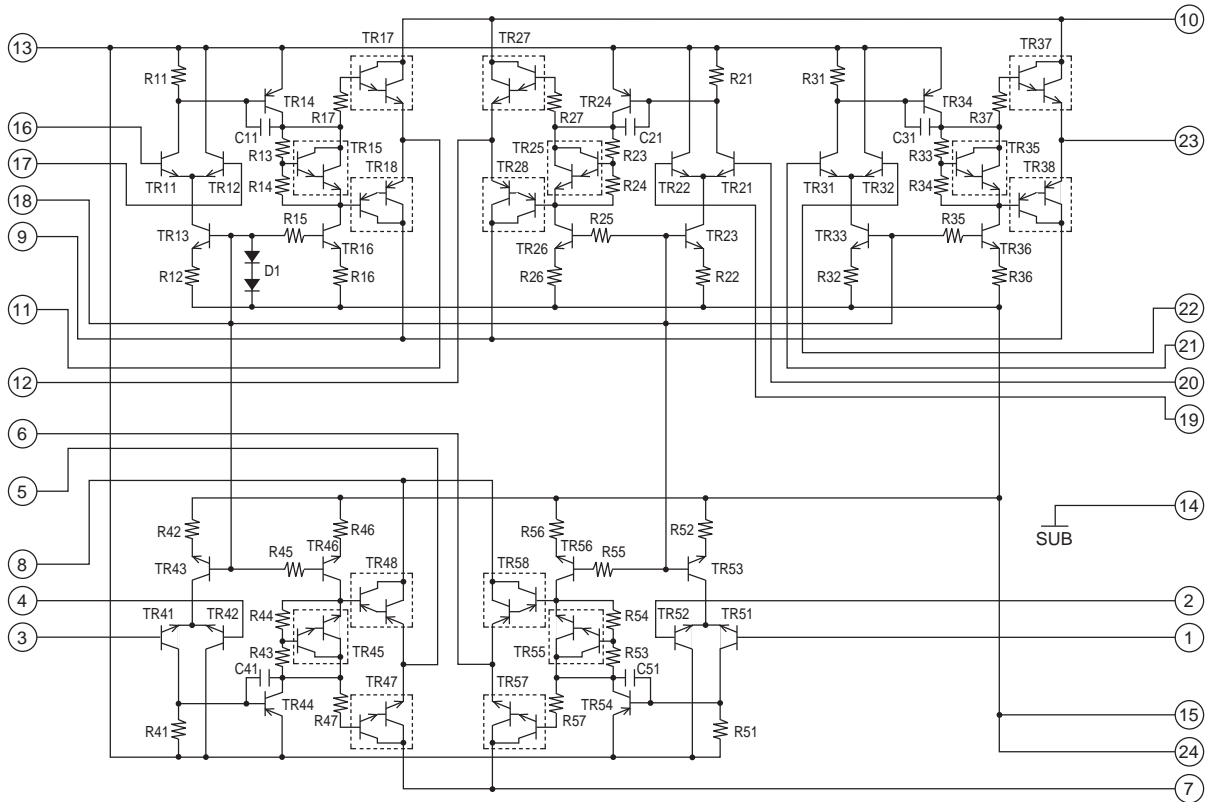 10
13
TR17
TR27
TR37
R11
R21
R31
TR14
R17
C11
R27
TR24
C21
TR34
R37
C31
16
17
R13
TR15
TR18
R14
TR11
TR12
TR25
R23
TR28
R24
TR22
TR21
R33
TR35
R34
TR38
TR31
TR32
23
18
9
TR13
R15
TR16
R12
D1
R16
R25
TR26
R26
TR23
R22
TR33
R35
TR36
R32
R36
11
12
22
21
20
19
6
5
8
14
SUB
R42
R46
TR46
R45
TR43
TR48
R56
TR56
R55
TR58
R52
TR53
4
3
TR41
TR42
R44
R43
TR45
C41
TR47
TR44
R47
R41
R54
TR55
R53
C51
TR57
TR54
R57
TR52
TR51
R51
2
1
15
24
7